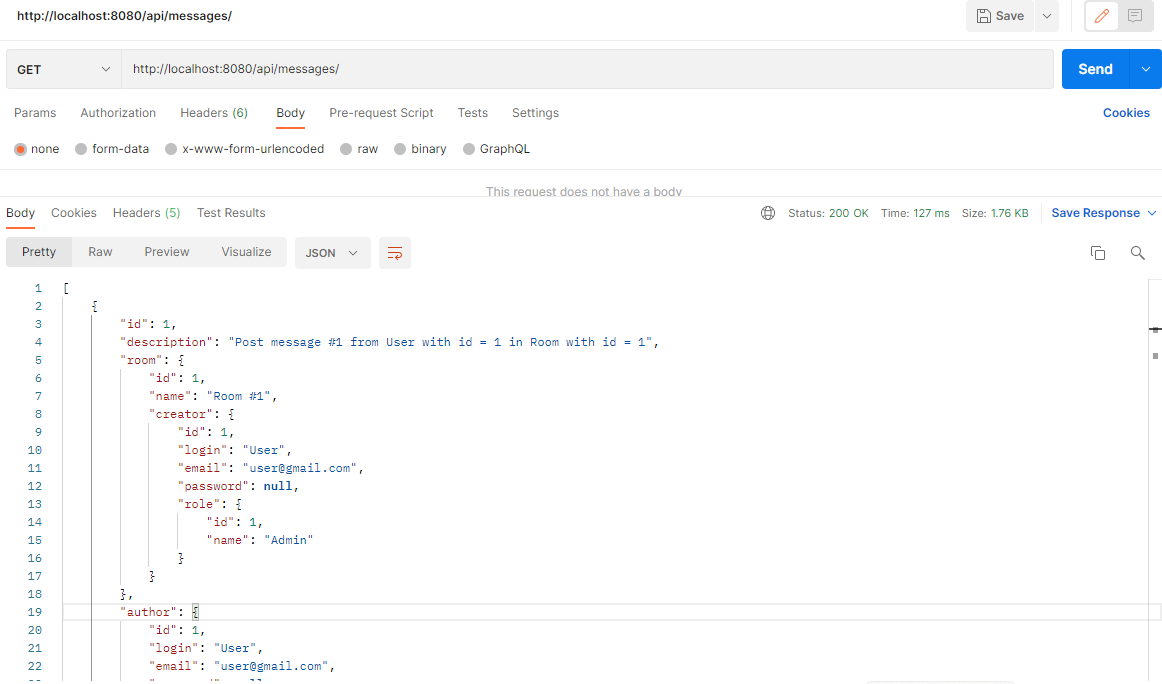 http://localhost:8080/api/messages/
Save
GET
http://localhost:8080/api/messages/
Send
Params Authorization Headers (6) Body Pre-request Script Tests Settings Cookies
none form-data x-www-form-urlencoded raw binary GraphQL
This request does not have a body
Body Cookies Headers (5) Test Results Status: 200 OK Time: 127 ms Size: 1.76 KB Save Response
Pretty Raw Preview Visualize JSON
1 [
2 {
3 "id": 1,
4 "description": "Post message #1 from User with id = 1 in Room with id = 1",
5 "room": {
6 "id": 1,
7 "name": "Room #1",
8 "creator": {
9 "id": 1,
10 "login": "User",
11 "email": "user@gmail.com",
12 "password": null,
13 "role": {
14 "id": 1,
15 "name": "Admin"
16 }
17 }
18 },
19 "author": {
20 "id": 1,
21 "login": "User",
22 "email": "user@gmail.com",